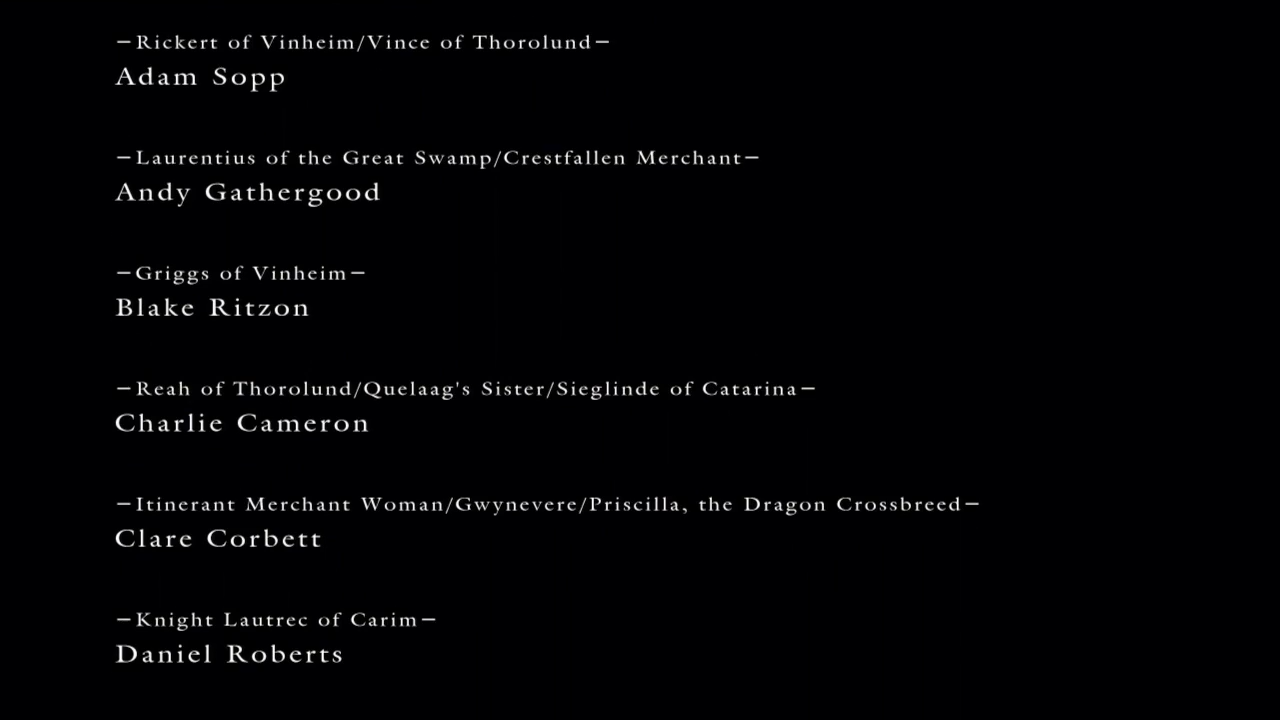 —Rickert of Vinheim/Vince of Thorolund—
Adam Sopp
—Laurentius of the Great Swamp/Crestfallen Merchant—
Andy Gathergood
—Griggs of Vinheim—
Blake Ritzon
—Reah of Thorolund/Quelaag's Sister/Sieglinde of Catarina—
Charlie Cameron
—Itinerant Merchant Woman/Gwynevere/Priscilla, the Dragon Crossbreed—
Clare Corbett
—Knight Lautrec of Carim—
Daniel Roberts